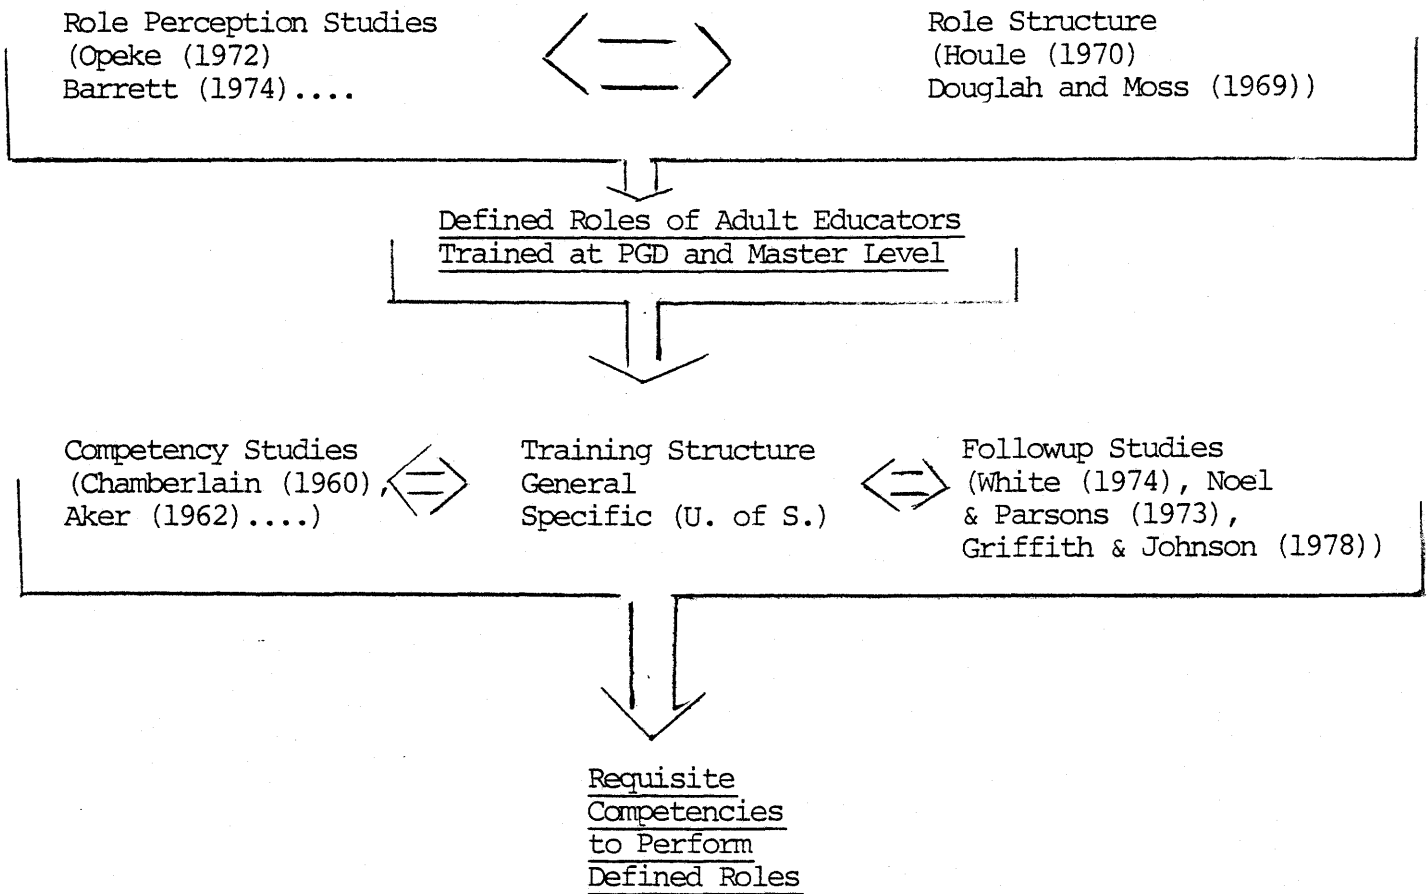 Role Perception Studies
(Opeke (1972)
Barrett (1974)....
Role Structure
(Houle (1970)
Douglah and Moss (1969))
Defined Roles of Adult Educators
Trained at PGD and Master Level
Competency Studies
(Chamberlain (1960),
Aker (1962)....)
Training Structure
General
Specific (U. of S.)
Followup Studies
(White (1974), Noel
& Parsons (1973),
Griffith & Johnson (1978))
Requisite
Competencies
to Perform
Defined Roles